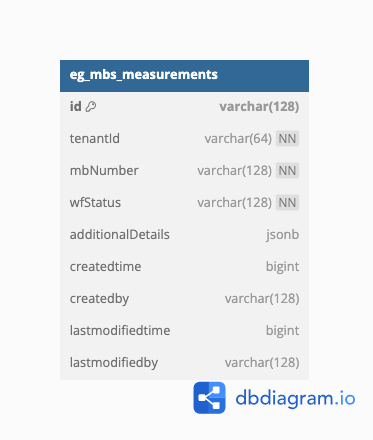 eg_mbs_measurements
id varchar(128)
tenantId varchar(64) NN
mbNumber varchar(128) NN
wfStatus varchar(128) NN
additionalDetails jsonb
createdtime bigint
createdby varchar(128)
lastmodifiedtime bigint
lastmodifiedby varchar(128)
dbdiagram.io